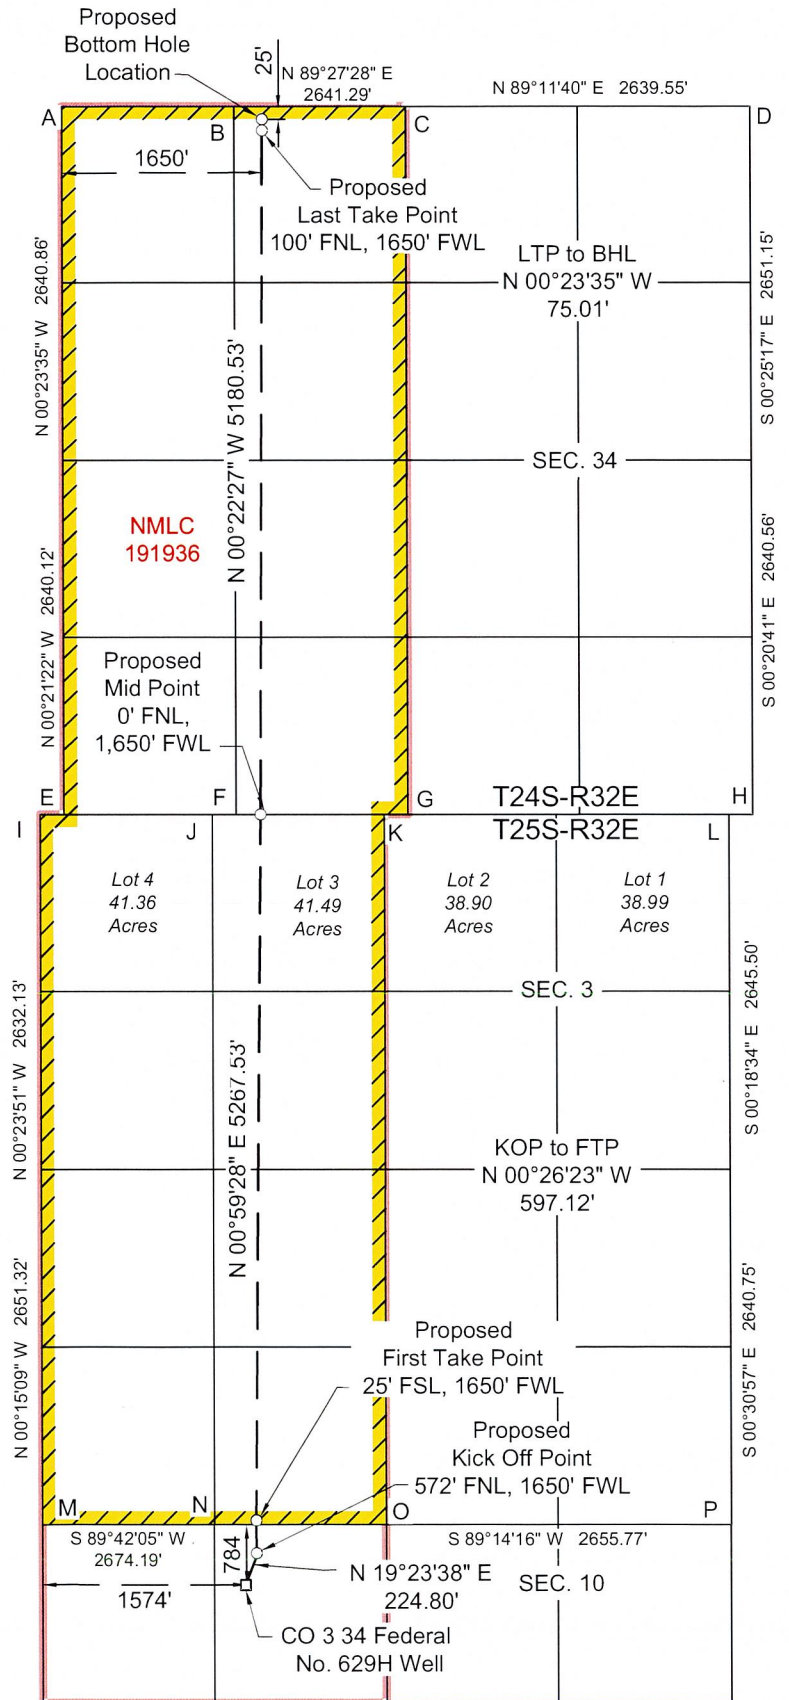 Proposed
Bottom Hole
Location
25'
N 89°27'28" E
2641.29'
N 89°11'40" E 2639.55'
A
B
C
D
1650'
Proposed
Last Take Point
100' FNL, 1650' FWL
LTP to BHL
N 00°23'35" W
75.01'
N 00°23'35" W 2640.86'
S 00°25'17" E 2651.15'
N 00°22'27" W 5180.53'
SEC. 34
NMLC
191936
N 00°21'22" W 2640.12'
S 00°20'41" E 2640.56'
Proposed
Mid Point
0' FNL,
1,650' FWL
E
F
G
T24S-R32E
H
I
J
K
T25S-R32E
L
Lot 4
41.36
Acres
Lot 3
41.49
Acres
Lot 2
38.90
Acres
Lot 1
38.99
Acres
SEC. 3
N 00°23'51" W 2632.13'
S 00°18'34" E 2645.50'
N 00°59'28" E 5267.53'
KOP to FTP
N 00°26'23" W
597.12'
N 00°15'09" W 2651.32'
S 00°30'57" E 2640.75'
Proposed
First Take Point
25' FSL, 1650' FWL
Proposed
Kick Off Point
572' FNL, 1650' FWL
M
N
O
P
S 89°42'05" W
2674.19'
784
S 89°14'16" W 2655.77'
N 19°23'38" E
224.80'
SEC. 10
1574'
CO 3 34 Federal
No. 629H Well